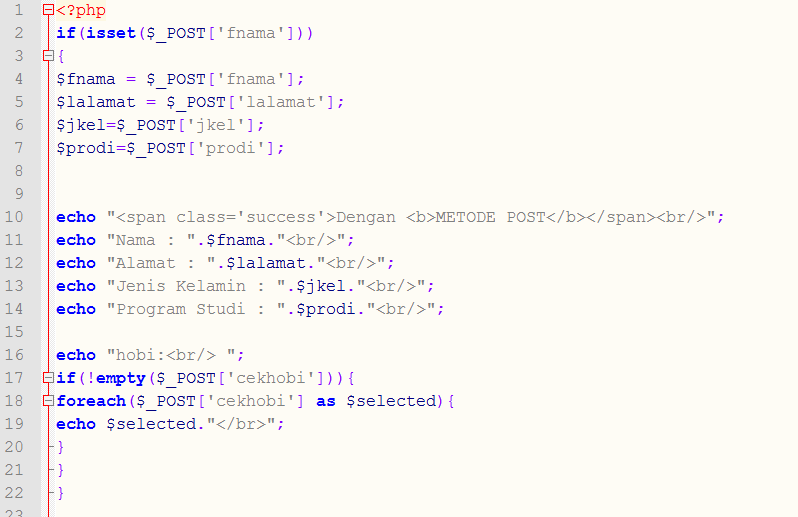 1 <?php
2 if(isset($_POST['fnama']))
3 {
4 $fnama = $_POST['fnama'];
5 $lalamat = $_POST['lalamat'];
6 $jkel=$_POST['jkel'];
7 $prodi=$_POST['prodi'];
8
9
10 echo "<span class='success'>Dengan <b>METODE POST</b></span><br/>";
11 echo "Nama : ".$fnama."<br/>";
12 echo "Alamat : ".$lalamat."<br/>";
13 echo "Jenis Kelamin : ".$jkel."<br/>";
14 echo "Program Studi : ".$prodi."<br/>";
15
16 echo "hobi:<br/> ";
17 if(!empty($_POST['cekhobi'])){
18 foreach($_POST['cekhobi'] as $selected){
19 echo $selected."</br>";
20 }
21 }
22 }
23